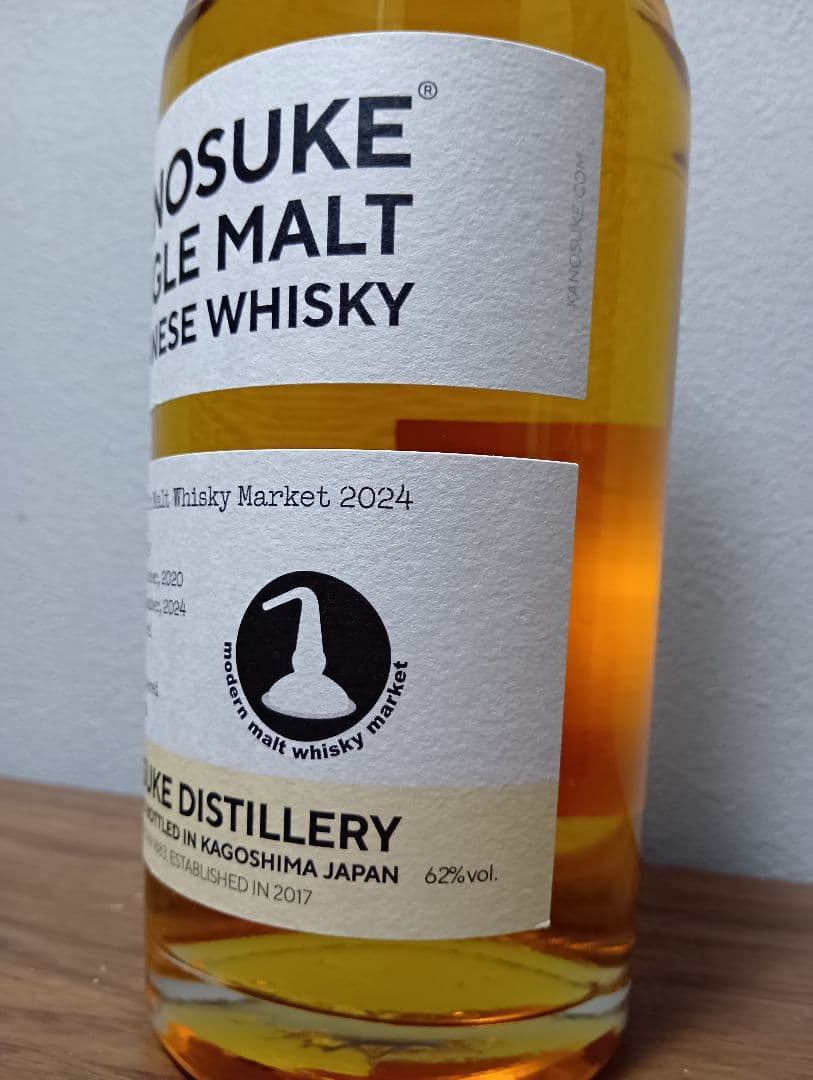 NOSUKE®
GLE MALT
NESE WHISKY
KANOSUKE.COM
Malt Whisky Market 2024
2020
2024
modern malt whisky market
UKE DISTILLERY
BOTTLED IN KAGOSHIMA JAPAN
62%vol.
ESTABLISHED IN 2017